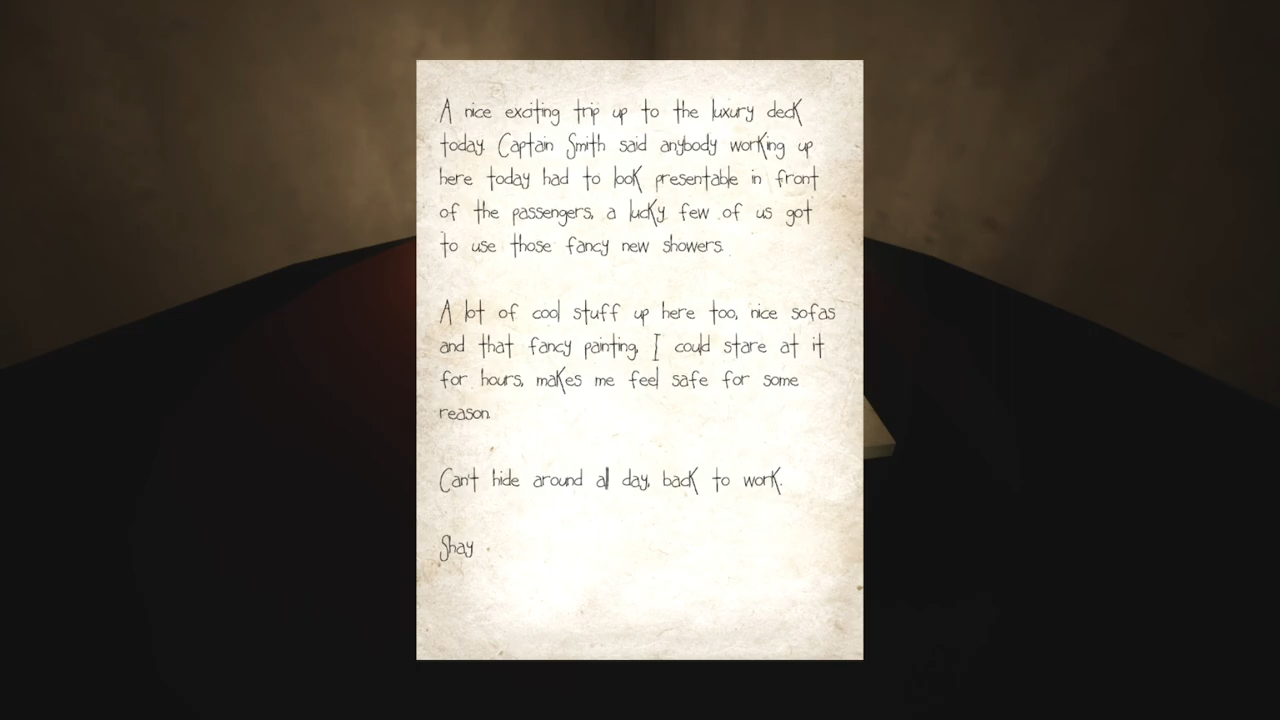 A nice exciting trip up to the luxury deck
today. Captain Smith said anybody working up
here today had to look presentable in front
of the passengers, a lucky few of us got
to use those fancy new showers.
A lot of cool stuff up here too, nice sofas
and that fancy painting, I could stare at it
for hours, makes me feel safe for some
reason.
Can't hide around all day, back to work.
Shay